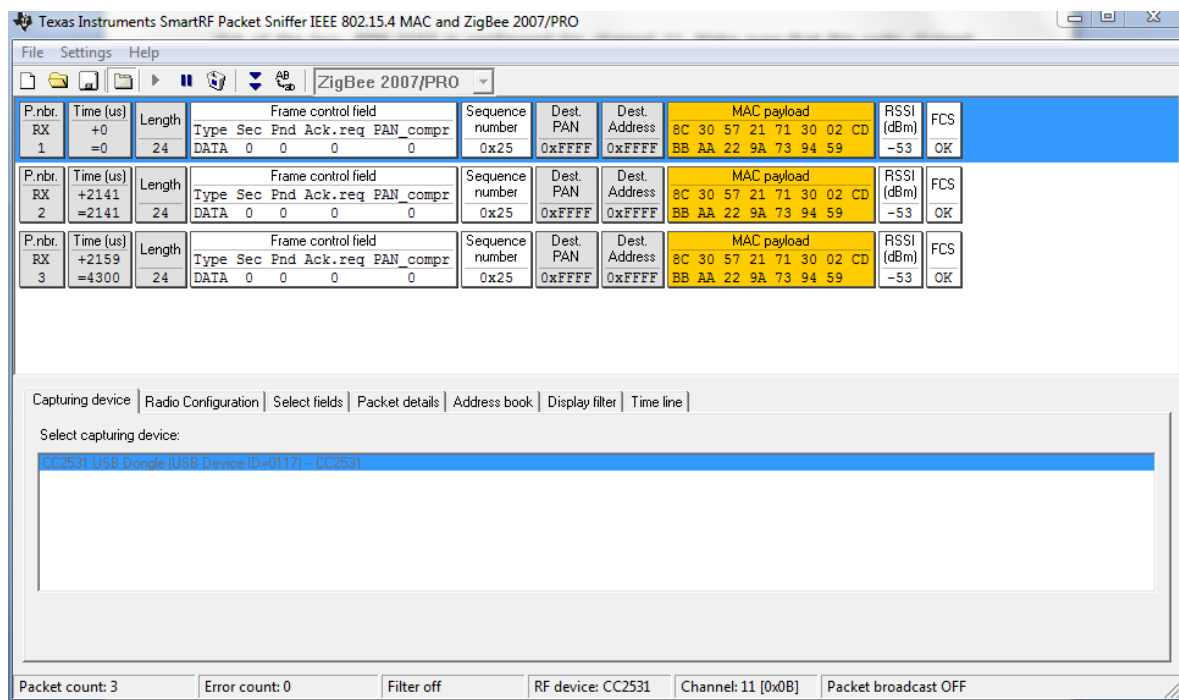 Texas Instruments SmartRF Packet Sniffer IEEE 802.15.4 MAC and ZigBee 2007/PRO
File Settings Help
ZigBee 2007/PRO
P.nbr. Time (us) Length Frame control field Sequence number Dest. PAN Dest. Address MAC payload RSSI (dBm) FCS
RX +0 Type Sec Pnd Ack.req PAN_compr 8C 30 57 21 71 30 02 CD
1 =0 24 DATA 0 0 0 0 0x25 0xFFFF 0xFFFF BB AA 22 9A 73 94 59 -53 OK
P.nbr. Time (us) Length Frame control field Sequence number Dest. PAN Dest. Address MAC payload RSSI (dBm) FCS
RX +2141 Type Sec Pnd Ack.req PAN_compr 8C 30 57 21 71 30 02 CD
2 =2141 24 DATA 0 0 0 0 0x25 0xFFFF 0xFFFF BB AA 22 9A 73 94 59 -53 OK
P.nbr. Time (us) Length Frame control field Sequence number Dest. PAN Dest. Address MAC payload RSSI (dBm) FCS
RX +2159 Type Sec Pnd Ack.req PAN_compr 8C 30 57 21 71 30 02 CD
3 =4300 24 DATA 0 0 0 0 0x25 0xFFFF 0xFFFF BB AA 22 9A 73 94 59 -53 OK
Capturing device Radio Configuration Select fields Packet details Address book Display filter Time line
Select capturing device:
CC2531 USB Dongle (USB Device ID=0117) -- CC2531
Packet count: 3 Error count: 0 Filter off RF device: CC2531 Channel: 11 [0x0B] Packet broadcast OFF